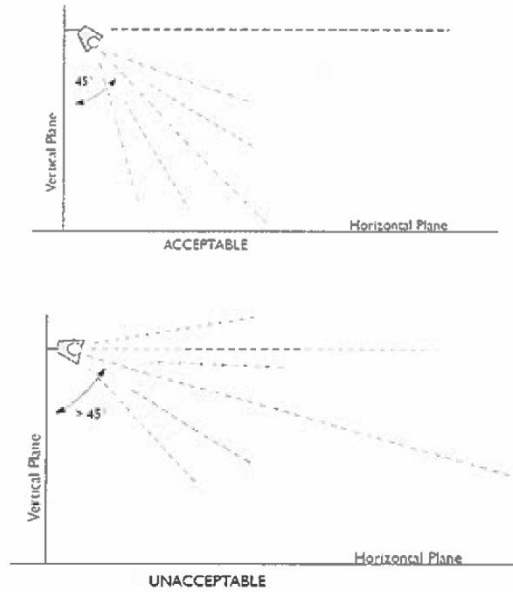 45°
Vertical Plane
Horizontal Plane
ACCEPTABLE
> 45°
Vertical Plane
Horizontal Plane
UNACCEPTABLE